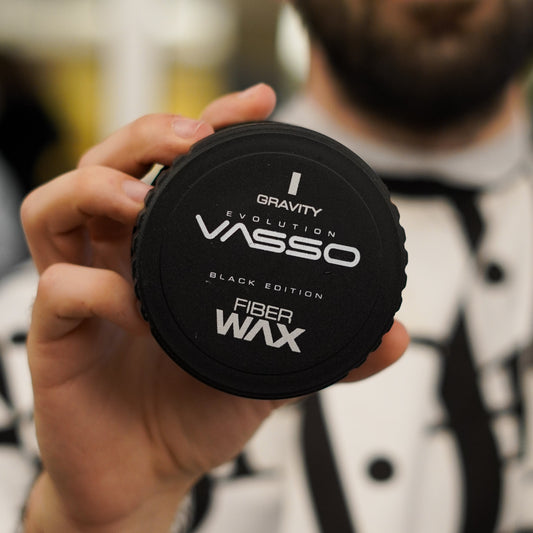 GRAVITY
EVOLUTION
VASSO
BLACK EDITION
FIBER
WAX